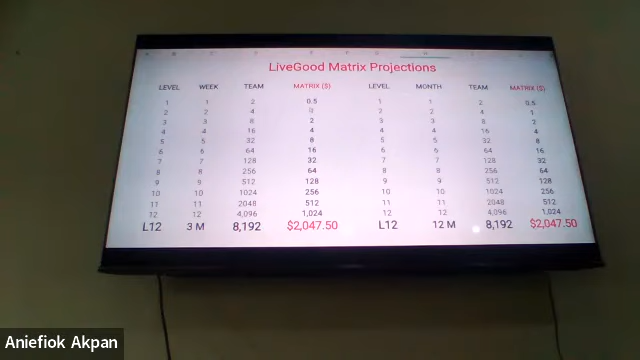 LiveGood Matrix Projections
LEVEL WEEK TEAM MATRIX ($) LEVEL MONTH TEAM MATRIX ($)
1 1 2 0.5 1 1 2 0.5
2 2 4 2 2 4 1
3 3 8 2 3 3 8 2
4 4 16 4 4 4 16 4
5 5 32 8 5 5 32 8
6 6 64 16 6 6 64 16
7 7 128 32 7 7 128 32
8 8 256 64 8 8 256 64
9 9 512 128 9 9 512 128
10 10 1024 256 10 10 1024 256
11 11 2048 512 11 11 2048 512
12 12 4,096 1,024 12 12 4,096 1,024
L12 3 M 8,192 $2,047.50 L12 12 M 8,192 $2,047.50
Aniefiok Akpan